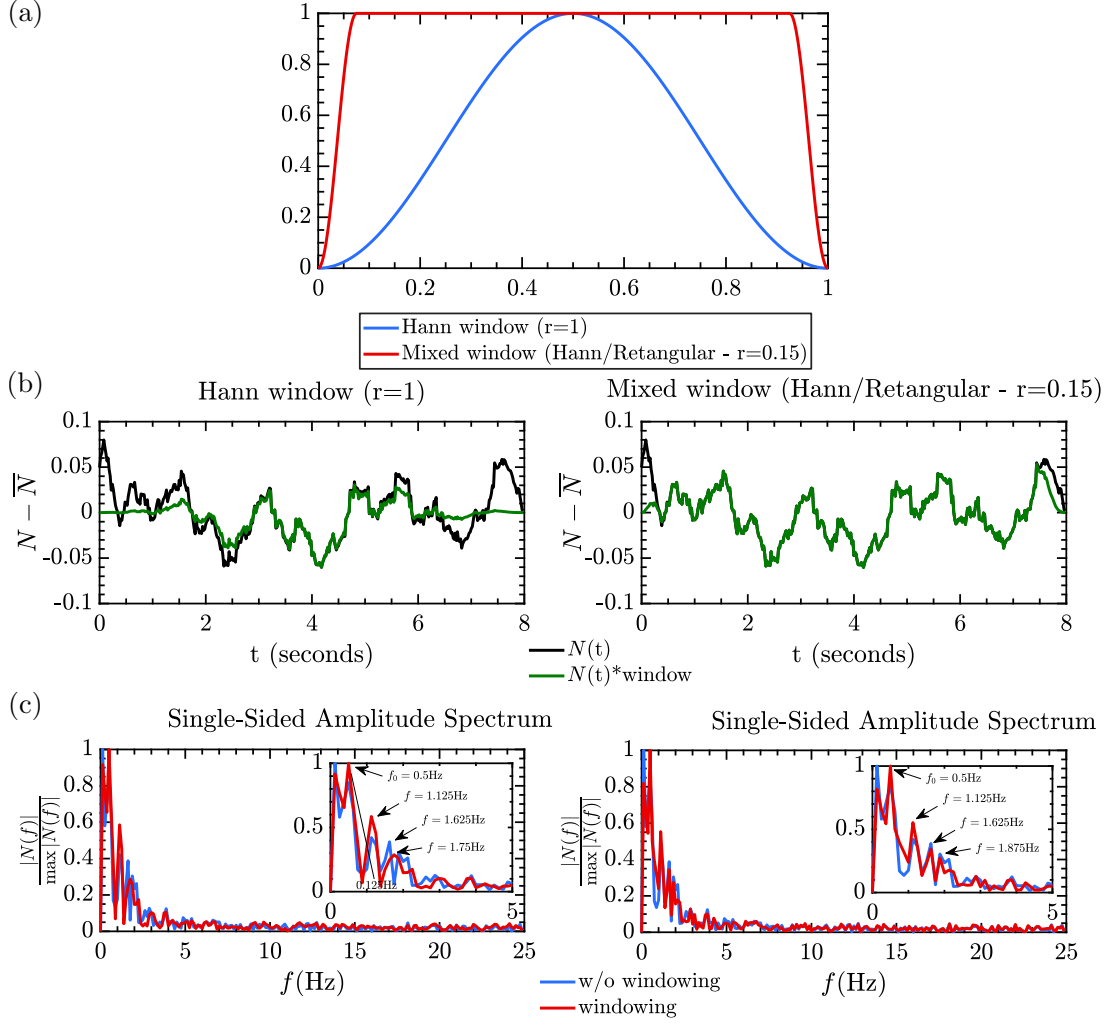 (a)
1
0.8
0.6
0.4
0.2
0
0 0.2 0.4 0.6 0.8 1
Hann window (r=1)
Mixed window (Hann/Retangular - r=0.15)
(b)
Hann window (r=1)
0.1
0.05
0
-0.05
-0.1
N − N̅
0 2 4 6 8
t (seconds)
Mixed window (Hann/Retangular - r=0.15)
0.1
0.05
0
-0.05
-0.1
N − N̅
0 2 4 6 8
t (seconds)
N(t)
N(t)*window
(c)
Single-Sided Amplitude Spectrum
1
0.8
0.6
0.4
0.2
0
|N(f)|
max |N(f)|
0 5 10 15 20 25
f(Hz)
1
0.5
0
0 5
f₀ = 0.5Hz
f = 1.125Hz
f = 1.625Hz
f = 1.75Hz
0.125Hz
Single-Sided Amplitude Spectrum
1
0.8
0.6
0.4
0.2
0
|N(f)|
max |N(f)|
0 5 10 15 20 25
f(Hz)
1
0.5
0
0 5
f₀ = 0.5Hz
f = 1.125Hz
f = 1.625Hz
f = 1.875Hz
w/o windowing
windowing